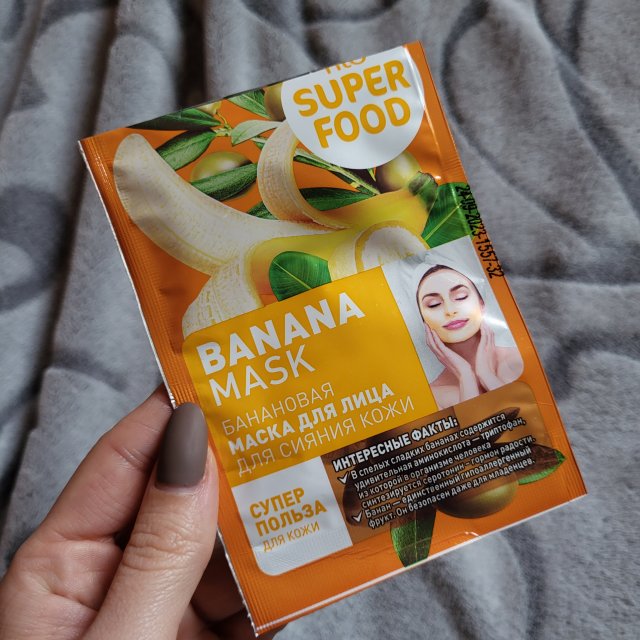 SUPER
FOOD
BANANA
MASK
БАНАНОВАЯ
МАСКА ДЛЯ ЛИЦА
ДЛЯ СИЯНИЯ КОЖИ
СУПЕР
ПОЛЬЗА
ДЛЯ КОЖИ
ИНТЕРЕСНЫЕ ФАКТЫ:
В спелых сладких бананах содержится
удивительная аминокислота — триптофан,
из которой в организме человека
синтезируется серотонин – гормон радости.
Банан – единственный гипоаллергенный
фрукт. Он безопасен даже для младенцев